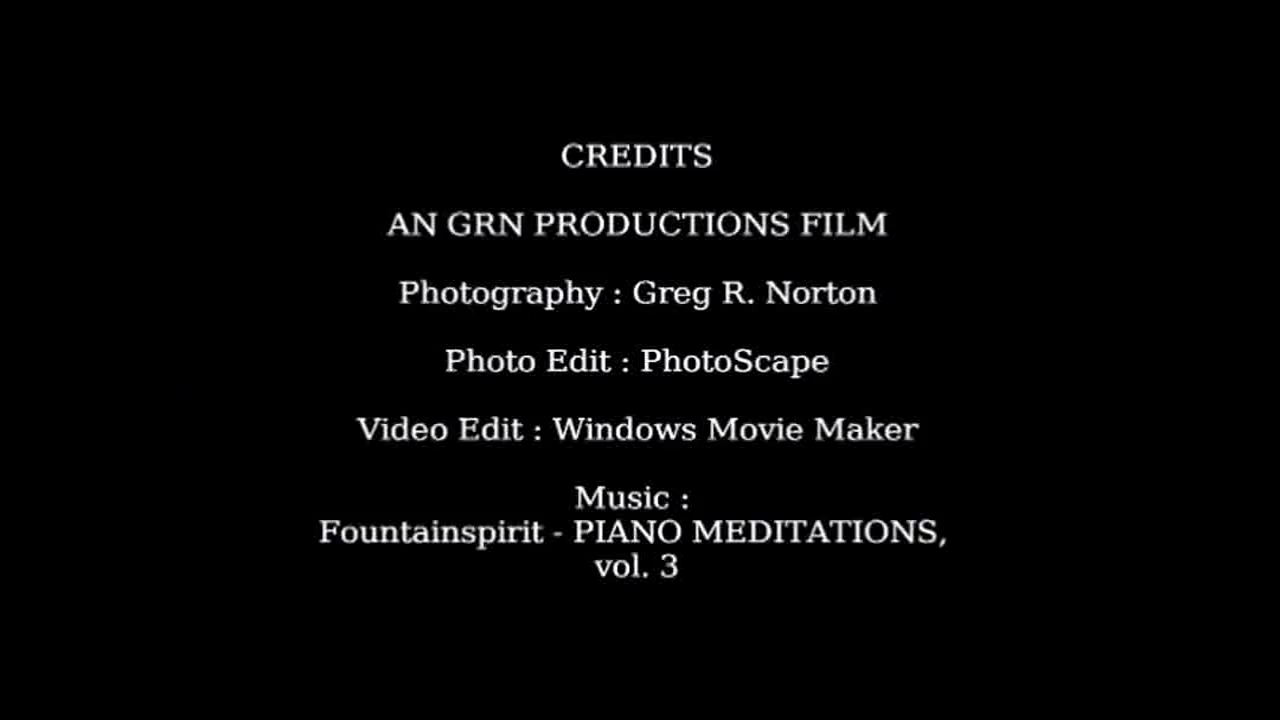 CREDITS
AN GRN PRODUCTIONS FILM
Photography : Greg R. Norton
Photo Edit : PhotoScape
Video Edit : Windows Movie Maker
Music :
Fountainspirit - PIANO MEDITATIONS,
vol. 3